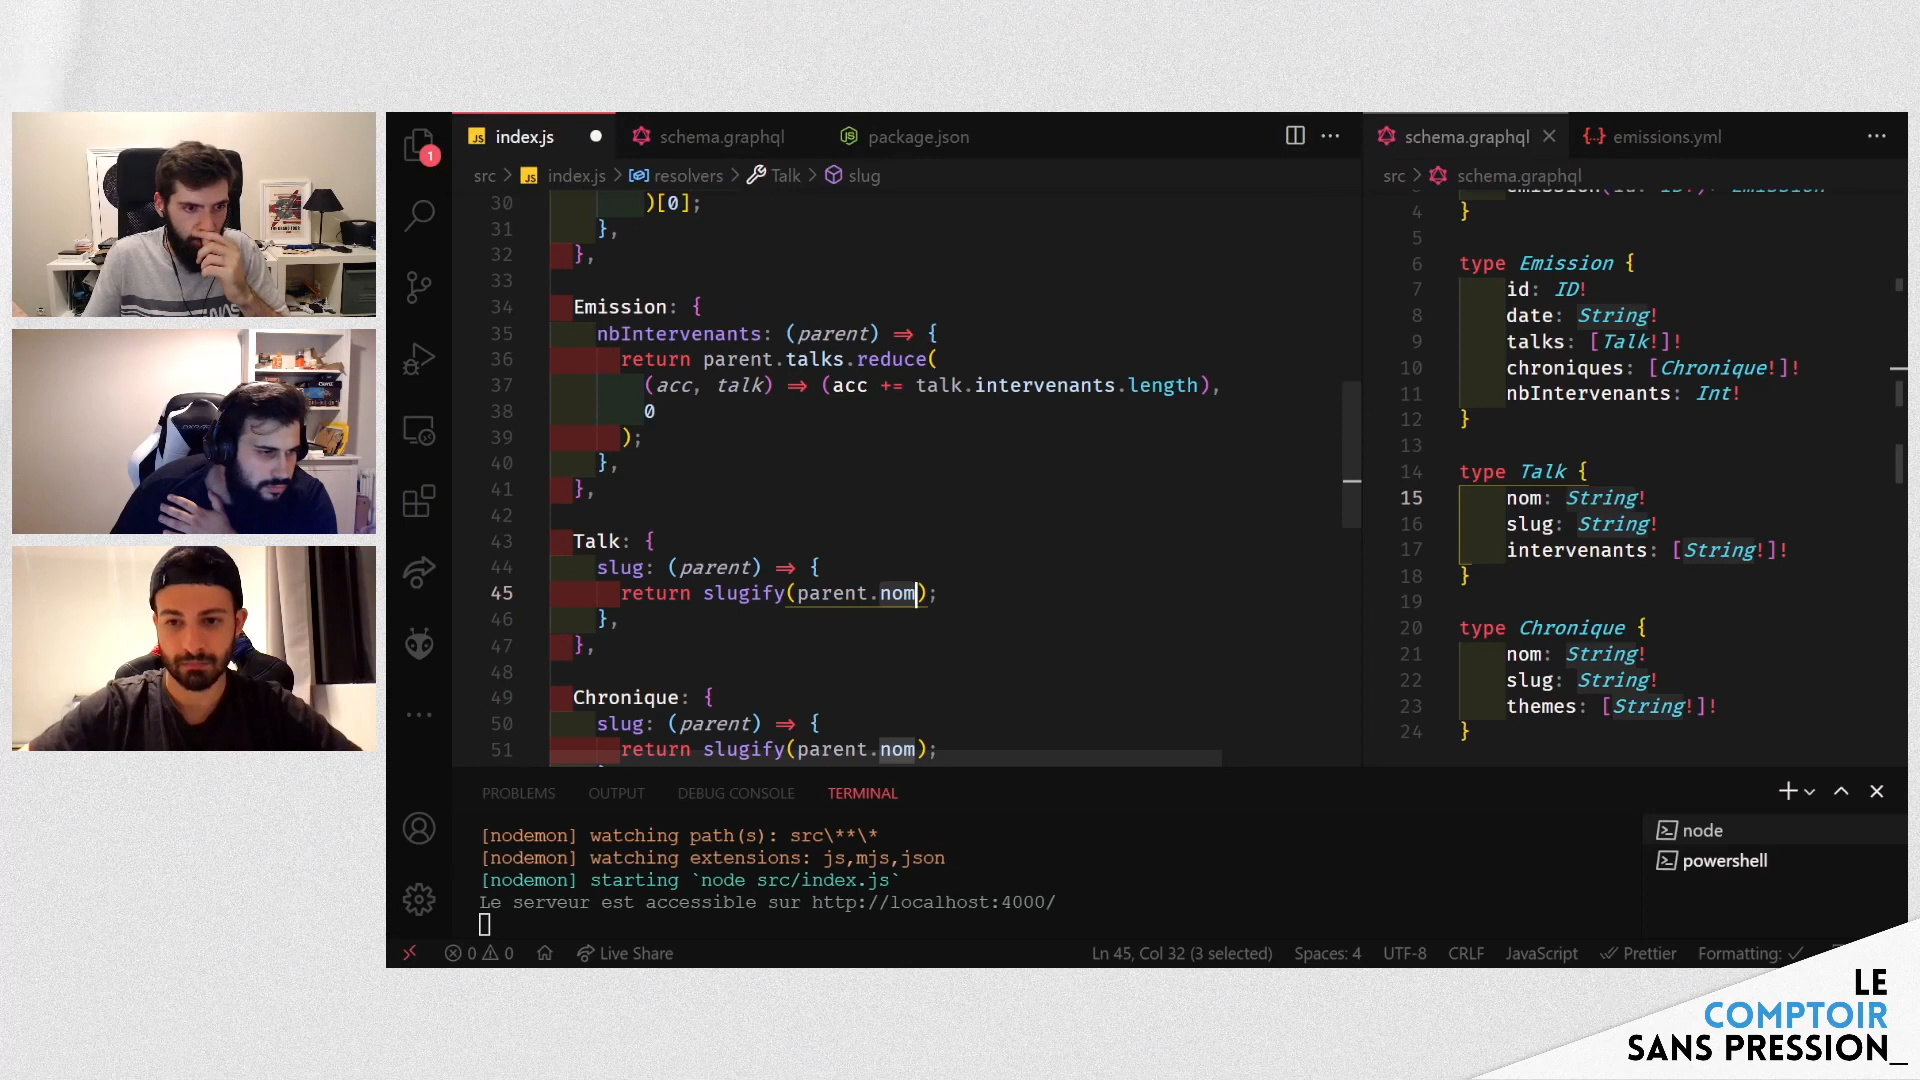 index.js
schema.graphql
package.json
src > index.js > resolvers > Talk > slug
30 )[0];
31 },
32 },
33
34 Emission: {
35 nbIntervenants: (parent) => {
36 return parent.talks.reduce(
37 (acc, talk) => (acc += talk.intervenants.length),
38 0
39 );
40 },
41 },
42
43 Talk: {
44 slug: (parent) => {
45 return slugify(parent.nom);
46 },
47 },
48
49 Chronique: {
50 slug: (parent) => {
51 return slugify(parent.nom);
schema.graphql
emissions.yml
src > schema.graphql
4 }
5
6 type Emission {
7 id: ID!
8 date: String!
9 talks: [Talk!]!
10 chroniques: [Chronique!]!
11 nbIntervenants: Int!
12 }
13
14 type Talk {
15 nom: String!
16 slug: String!
17 intervenants: [String!]!
18 }
19
20 type Chronique {
21 nom: String!
22 slug: String!
23 themes: [String!]!
24 }
1
PROBLEMS OUTPUT DEBUG CONSOLE TERMINAL
[nodemon] watching path(s): src\**\*
[nodemon] watching extensions: js,mjs,json
[nodemon] starting `node src/index.js`
Le serveur est accessible sur http://localhost:4000/
node
powershell
0 0 Live Share Ln 45, Col 32 (3 selected) Spaces: 4 UTF-8 CRLF JavaScript Prettier Formatting: ✓
LE
COMPTOIR
SANS PRESSION_